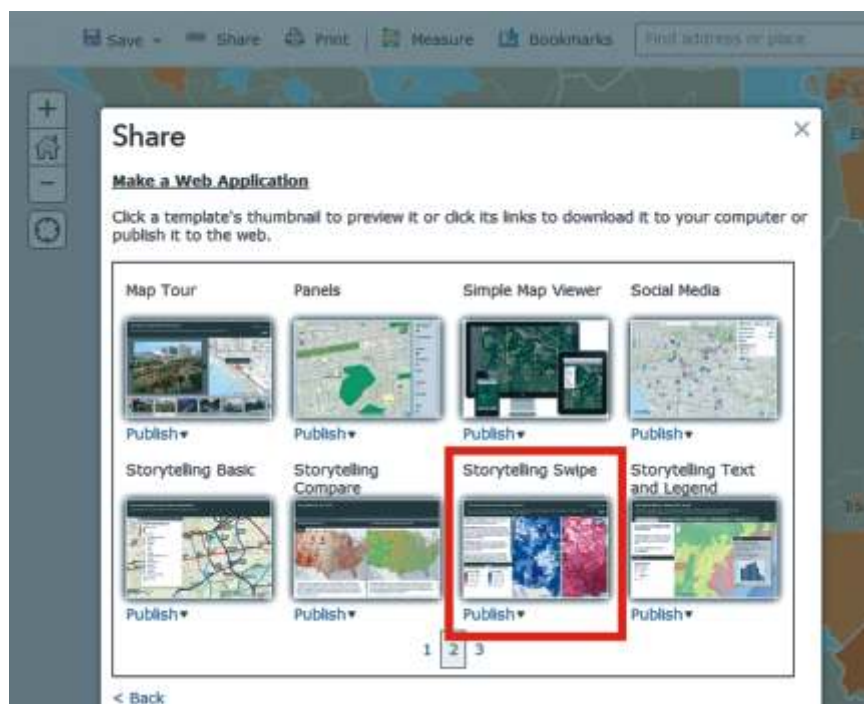 Save Share Print Measure Bookmarks Find address or place
Share
Make a Web Application
Click a template's thumbnail to preview it or click its links to download it to your computer or
publish it to the web.
Map Tour Panels Simple Map Viewer Social Media
Publish Publish Publish Publish
Storytelling Basic Storytelling Compare Storytelling Swipe Storytelling Text and Legend
Publish Publish Publish Publish
1 2 3
< Back